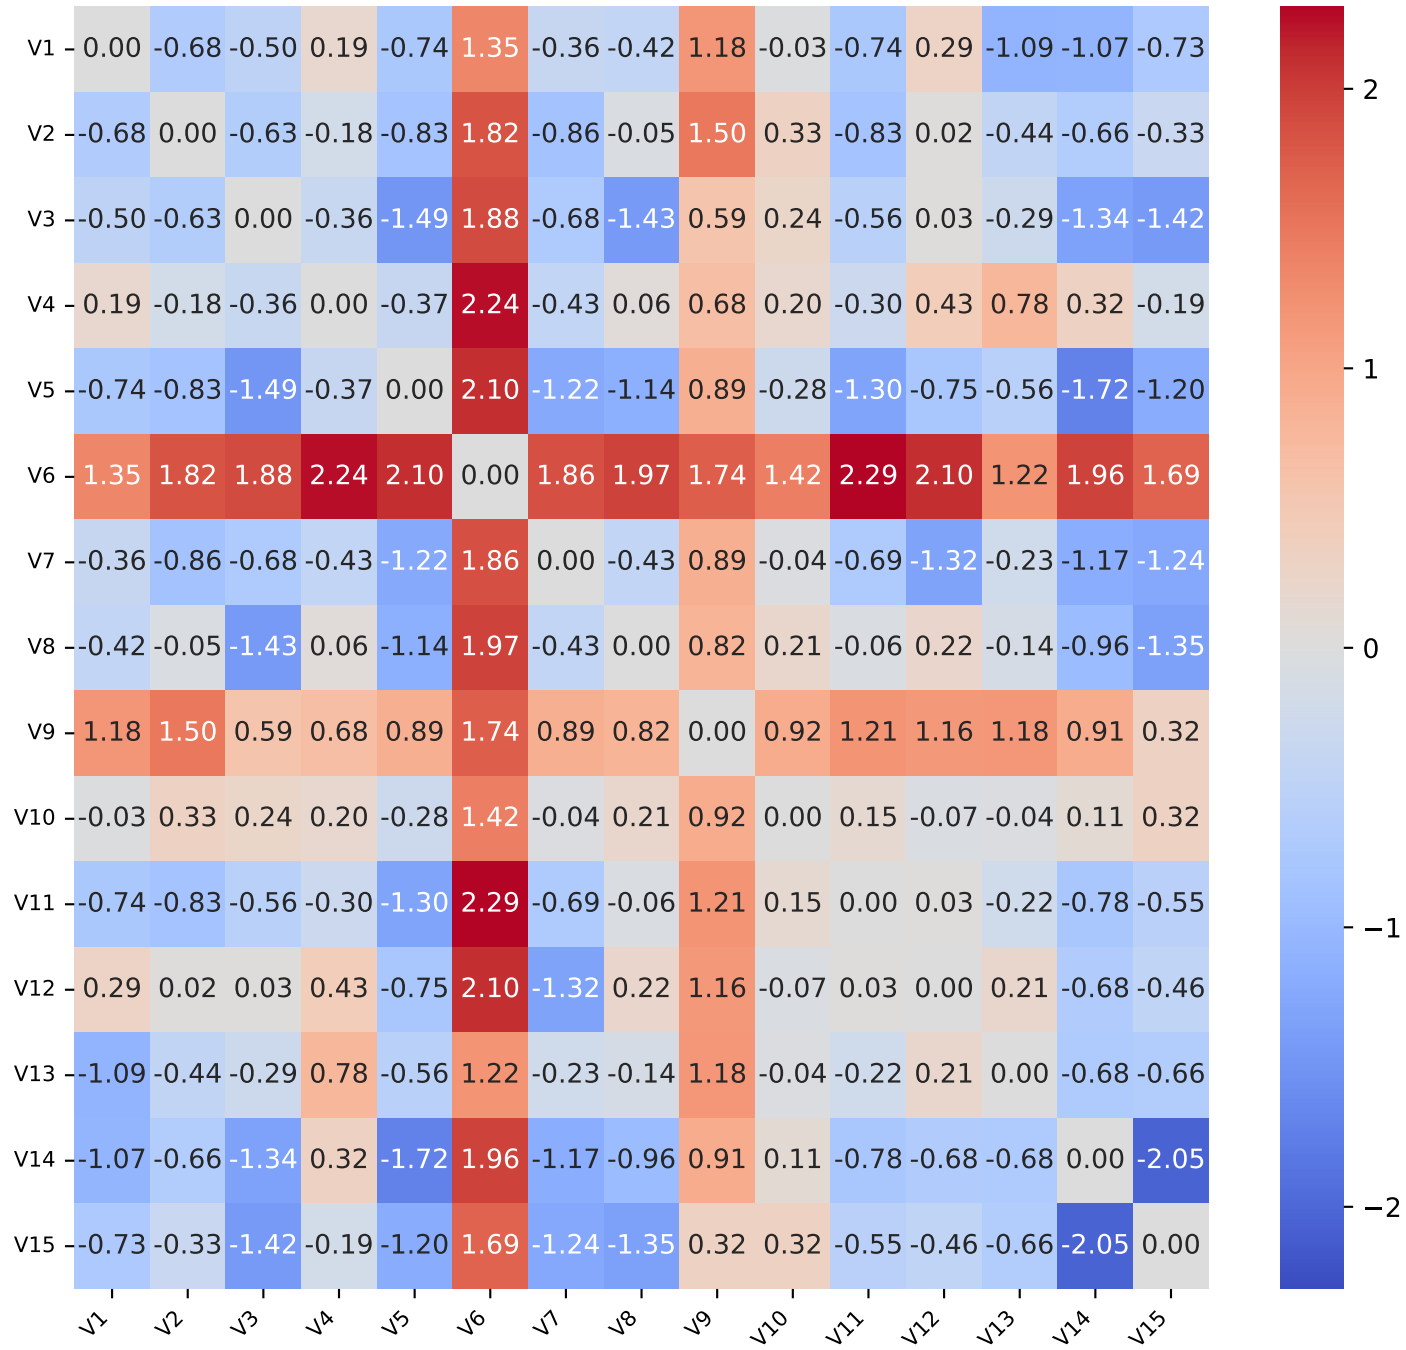 V1 0.00 -0.68 -0.50 0.19 -0.74 1.35 -0.36 -0.42 1.18 -0.03 -0.74 0.29 -1.09 -1.07 -0.73
2
V2 -0.68 0.00 -0.63 -0.18 -0.83 1.82 -0.86 -0.05 1.50 0.33 -0.83 0.02 -0.44 -0.66 -0.33
V3 -0.50 -0.63 0.00 -0.36 -1.49 1.88 -0.68 -1.43 0.59 0.24 -0.56 0.03 -0.29 -1.34 -1.42
V4 0.19 -0.18 -0.36 0.00 -0.37 2.24 -0.43 0.06 0.68 0.20 -0.30 0.43 0.78 0.32 -0.19
1
V5 -0.74 -0.83 -1.49 -0.37 0.00 2.10 -1.22 -1.14 0.89 -0.28 -1.30 -0.75 -0.56 -1.72 -1.20
V6 1.35 1.82 1.88 2.24 2.10 0.00 1.86 1.97 1.74 1.42 2.29 2.10 1.22 1.96 1.69
V7 -0.36 -0.86 -0.68 -0.43 -1.22 1.86 0.00 -0.43 0.89 -0.04 -0.69 -1.32 -0.23 -1.17 -1.24
V8 -0.42 -0.05 -1.43 0.06 -1.14 1.97 -0.43 0.00 0.82 0.21 -0.06 0.22 -0.14 -0.96 -1.35
0
V9 1.18 1.50 0.59 0.68 0.89 1.74 0.89 0.82 0.00 0.92 1.21 1.16 1.18 0.91 0.32
V10 -0.03 0.33 0.24 0.20 -0.28 1.42 -0.04 0.21 0.92 0.00 0.15 -0.07 -0.04 0.11 0.32
V11 -0.74 -0.83 -0.56 -0.30 -1.30 2.29 -0.69 -0.06 1.21 0.15 0.00 0.03 -0.22 -0.78 -0.55
−1
V12 0.29 0.02 0.03 0.43 -0.75 2.10 -1.32 0.22 1.16 -0.07 0.03 0.00 0.21 -0.68 -0.46
V13 -1.09 -0.44 -0.29 0.78 -0.56 1.22 -0.23 -0.14 1.18 -0.04 -0.22 0.21 0.00 -0.68 -0.66
V14 -1.07 -0.66 -1.34 0.32 -1.72 1.96 -1.17 -0.96 0.91 0.11 -0.78 -0.68 -0.68 0.00 -2.05
−2
V15 -0.73 -0.33 -1.42 -0.19 -1.20 1.69 -1.24 -1.35 0.32 0.32 -0.55 -0.46 -0.66 -2.05 0.00
V1 V2 V3 V4 V5 V6 V7 V8 V9 V10 V11 V12 V13 V14 V15